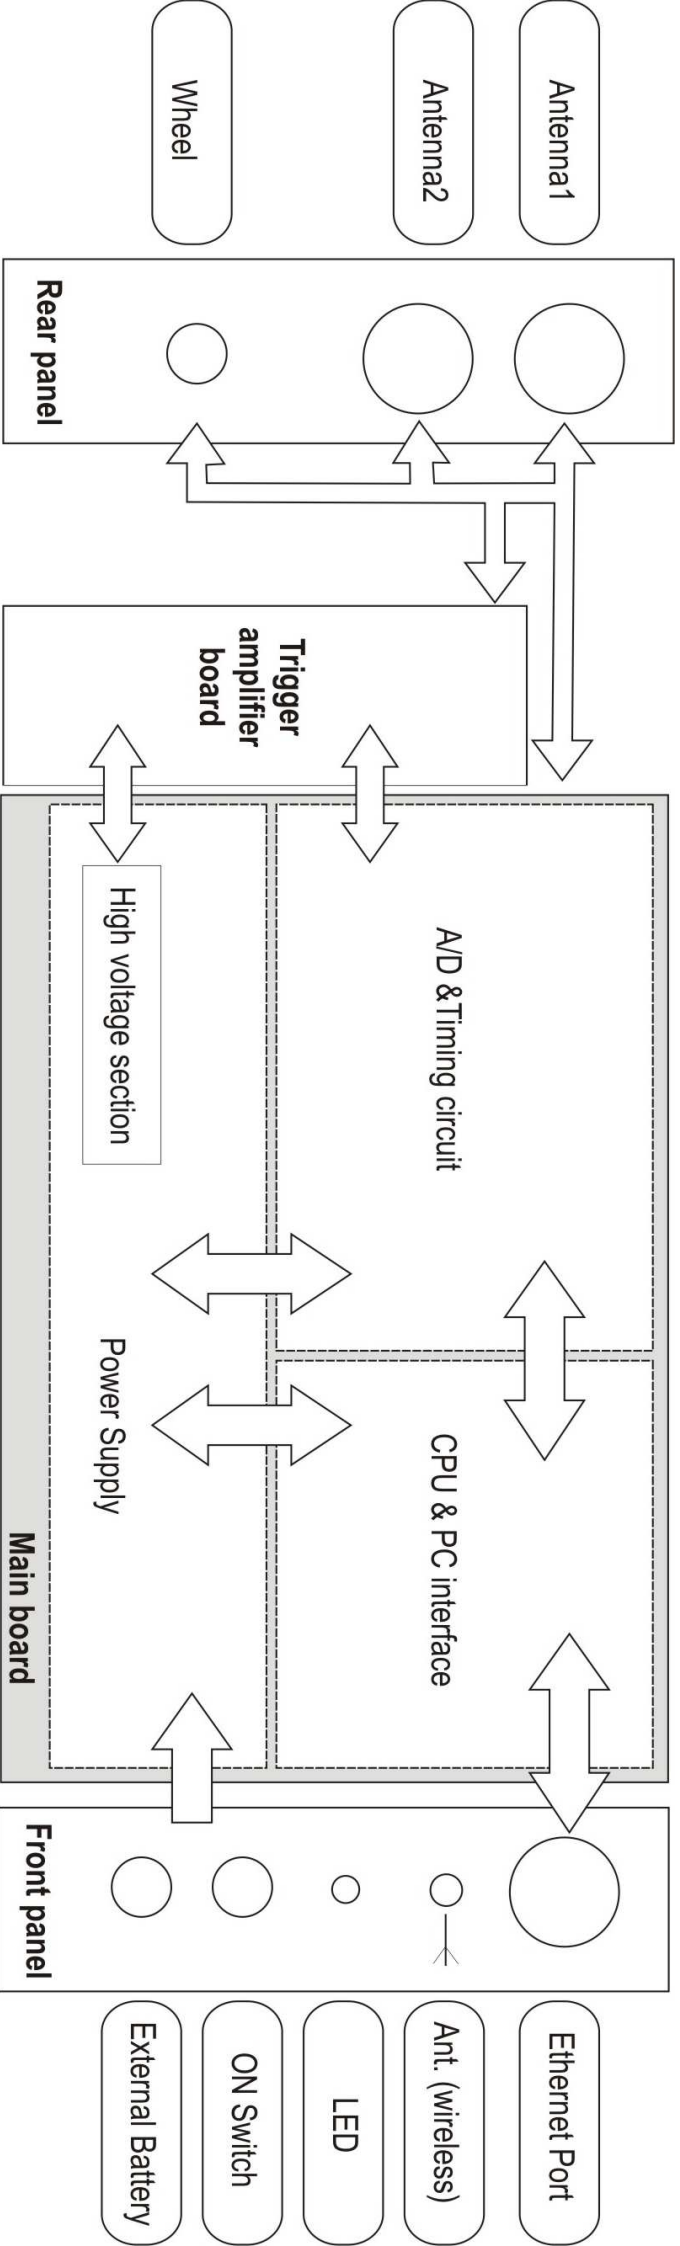 Antenna1
Antenna2
Wheel
Rear panel
Trigger
amplifier
board
A/D &Timing circuit
High voltage section
CPU & PC interface
Power Supply
Main board
Front panel
Ethernet Port
Ant. (wireless)
LED
ON Switch
External Battery